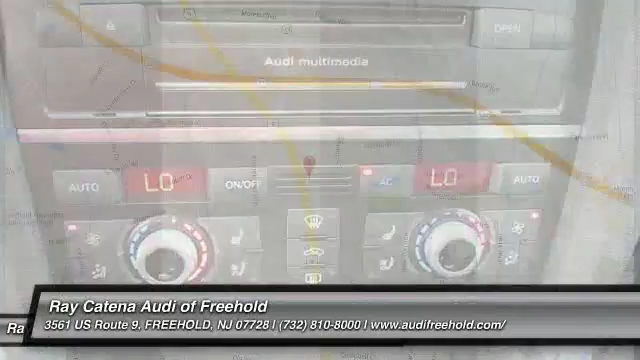 OPEN
Audi multimedia
AUTO
LO
ON/OFF
AC
LO
AUTO
Ray Catena Audi of Freehold
Ra
3561 US Route 9, FREEHOLD, NJ 07728 I (732) 810-8000 I www.audifreehold.com/